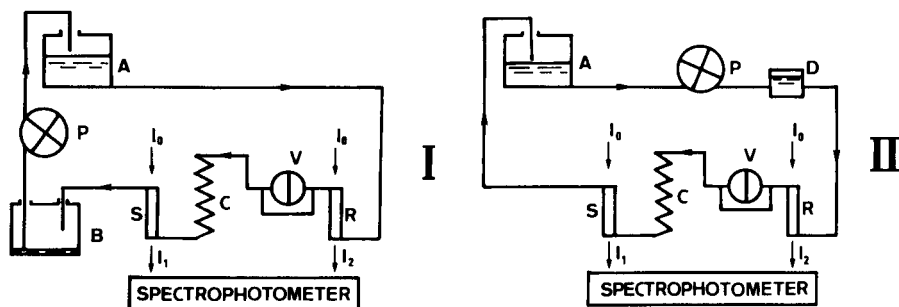 A
P
I₀
I₀
V
C
S
R
B
I₁
I₂
SPECTROPHOTOMETER
I
A
P
D
I₀
I₀
V
C
S
R
I₁
I₂
SPECTROPHOTOMETER
II